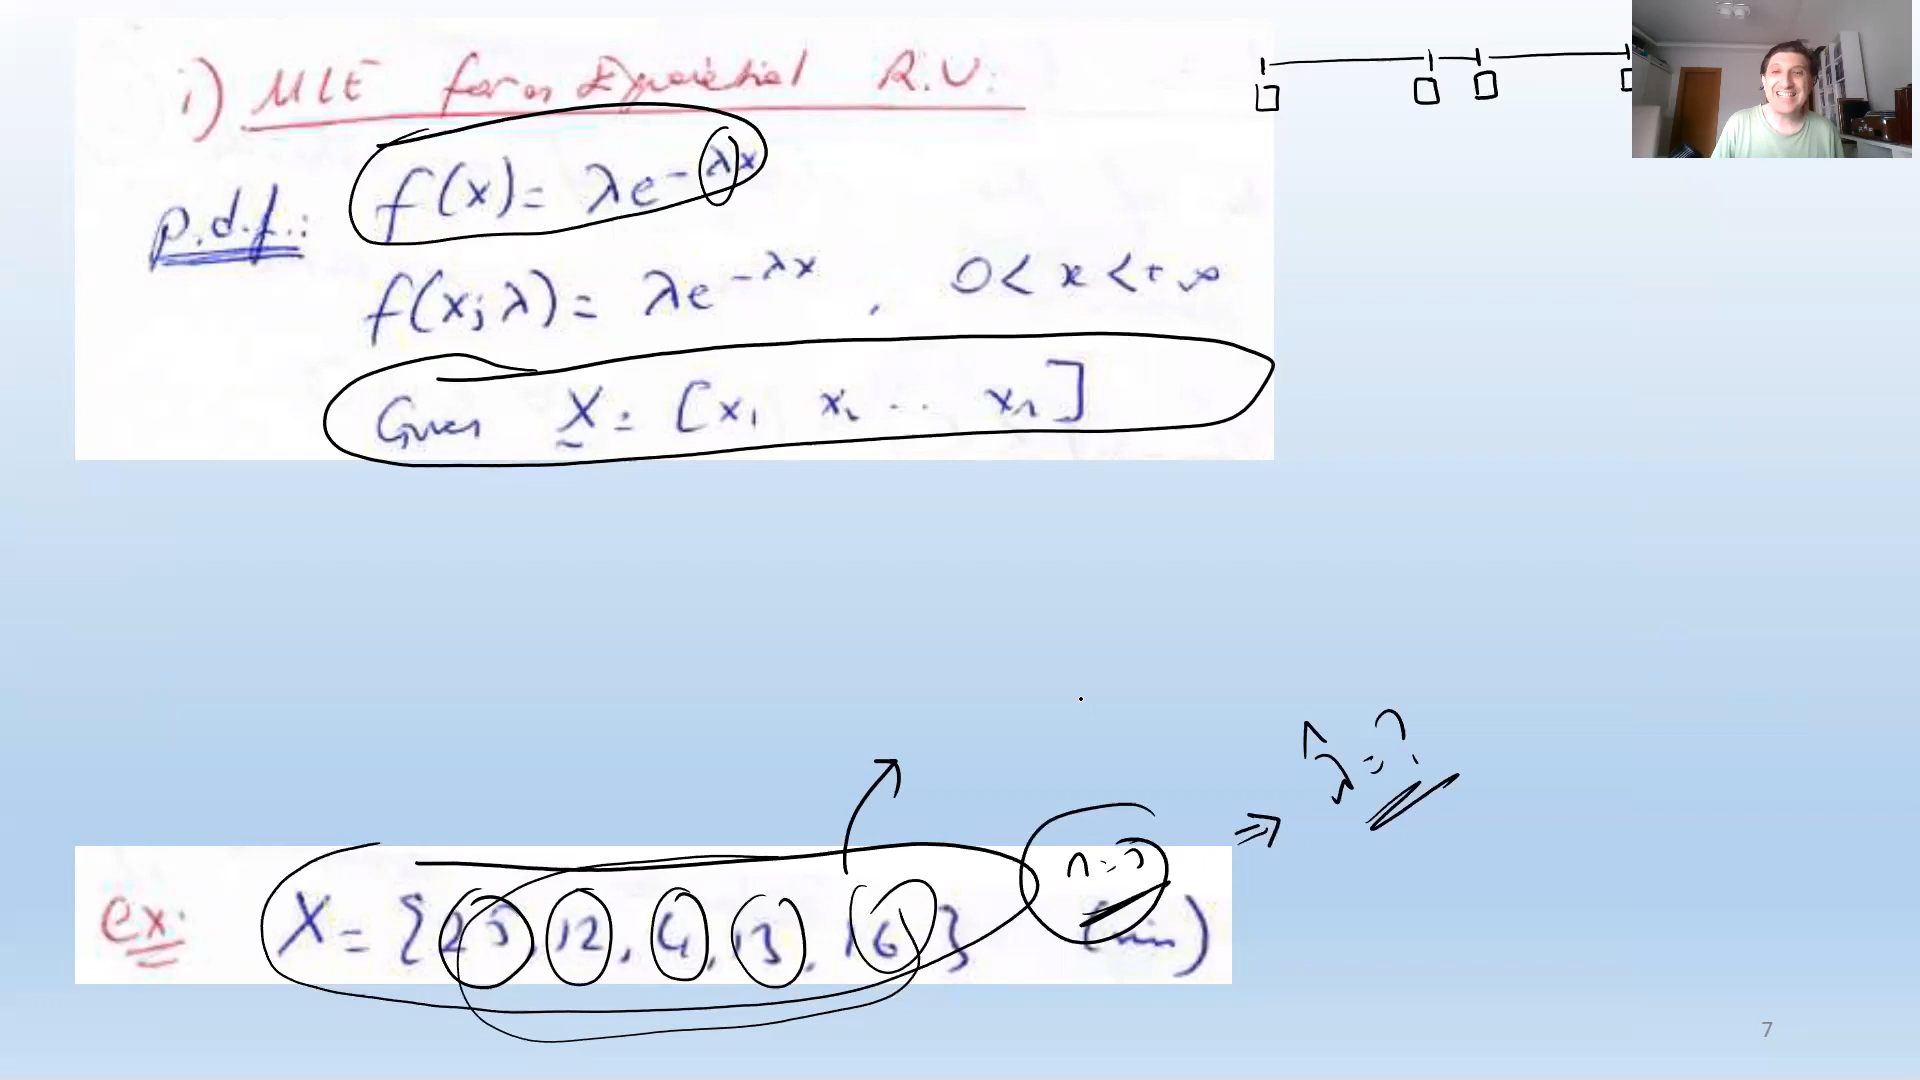 i) MLE for an Exponential R.V.:
p.d.f.: f(x) = λe^-λx
f(x; λ) = λe^-λx , 0 < x < +∞
Given X = [x₁ x₂ .. xₙ]
λ̂ = ?
n = 5
ex: X = {23, 12, 4, 13, 16} (min)
7